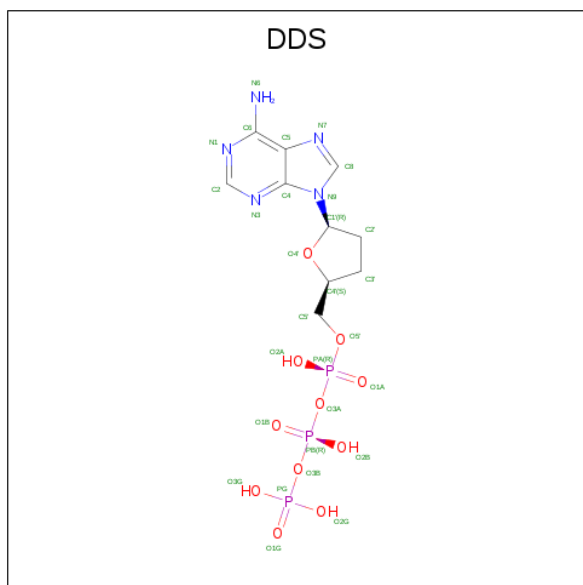 DDS
N6
NH₂
C6 C5 N7
N1 N N
C8
C2 N N
N3 C4 N9
C1'(R)
C2'
O4' O
C3'
C4'(S)
C5'
O5'
O
O2A
HO PA(R)
P O
O1A
O O3A
O1B
O P OH
PB(R) O2B
O O3B
O3G PG
HO P OH
O2G
O
O1G